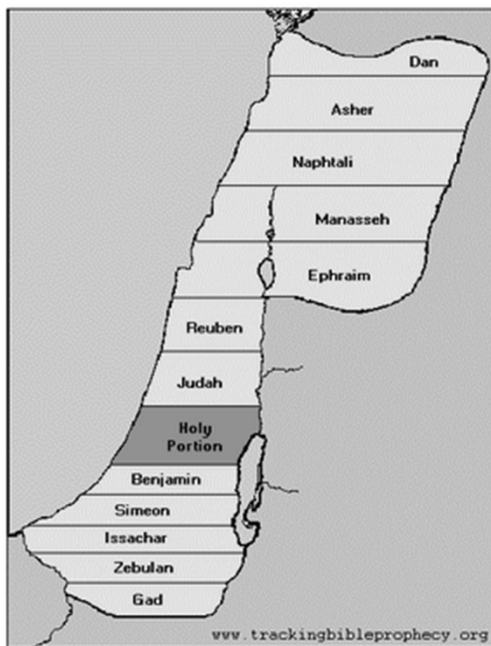 Dan
Asher
Naphtali
Manasseh
Ephraim
Reuben
Judah
Holy
Portion
Benjamin
Simeon
Issachar
Zebulan
Gad
www.trackingbibleprophecy.org